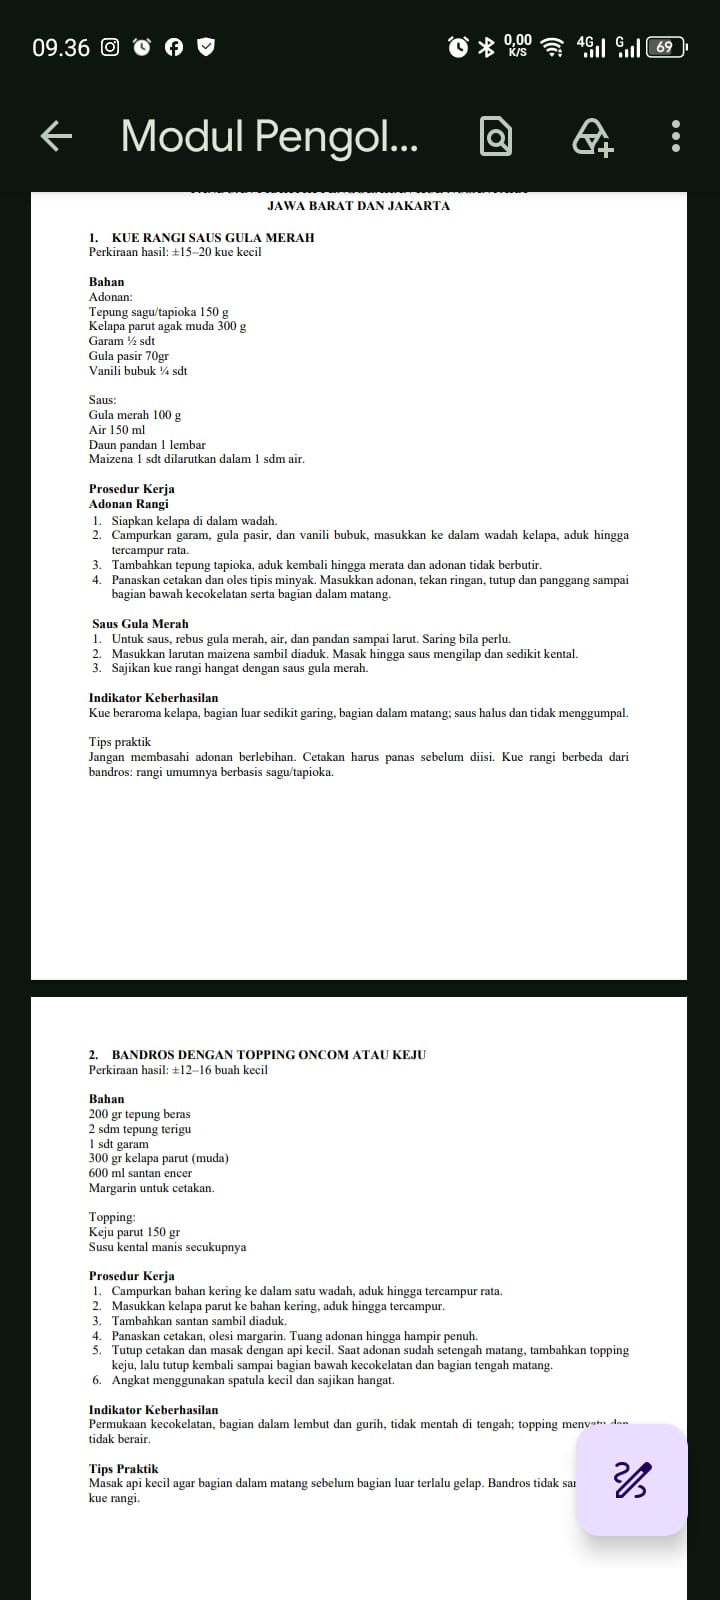 09.36
0,00
K/S
4G
G
69
Modul Pengol...
JAWA BARAT DAN JAKARTA
1. KUE RANGI SAUS GULA MERAH
Perkiraan hasil: ±15–20 kue kecil
Bahan
Adonan:
Tepung sagu/tapioka 150 g
Kelapa parut agak muda 300 g
Garam ½ sdt
Gula pasir 70gr
Vanili bubuk ¼ sdt
Saus:
Gula merah 100 g
Air 150 ml
Daun pandan 1 lembar
Maizena 1 sdt dilarutkan dalam 1 sdm air.
Prosedur Kerja
Adonan Rangi
1. Siapkan kelapa di dalam wadah.
2. Campurkan garam, gula pasir, dan vanili bubuk, masukkan ke dalam wadah kelapa, aduk hingga
tercampur rata.
3. Tambahkan tepung tapioka, aduk kembali hingga merata dan adonan tidak berbutir.
4. Panaskan cetakan dan oles tipis minyak. Masukkan adonan, tekan ringan, tutup dan panggang sampai
bagian bawah kecokelatan serta bagian dalam matang.
Saus Gula Merah
1. Untuk saus, rebus gula merah, air, dan pandan sampai larut. Saring bila perlu.
2. Masukkan larutan maizena sambil diaduk. Masak hingga saus mengilap dan sedikit kental.
3. Sajikan kue rangi hangat dengan saus gula merah.
Indikator Keberhasilan
Kue beraroma kelapa, bagian luar sedikit garing, bagian dalam matang; saus halus dan tidak menggumpal.
Tips praktik
Jangan membasahi adonan berlebihan. Cetakan harus panas sebelum diisi. Kue rangi berbeda dari
bandros: rangi umumnya berbasis sagu/tapioka.
2. BANDROS DENGAN TOPPING ONCOM ATAU KEJU
Perkiraan hasil: ±12–16 buah kecil
Bahan
200 gr tepung beras
2 sdm tepung terigu
1 sdt garam
300 gr kelapa parut (muda)
600 ml santan encer
Margarin untuk cetakan.
Topping:
Keju parut 150 gr
Susu kental manis secukupnya
Prosedur Kerja
1. Campurkan bahan kering ke dalam satu wadah, aduk hingga tercampur rata.
2. Masukkan kelapa parut ke bahan kering, aduk hingga tercampur.
3. Tambahkan santan sambil diaduk.
4. Panaskan cetakan, olesi margarin. Tuang adonan hingga hampir penuh.
5. Tutup cetakan dan masak dengan api kecil. Saat adonan sudah setengah matang, tambahkan topping
keju, lalu tutup kembali sampai bagian bawah kecokelatan dan bagian tengah matang.
6. Angkat menggunakan spatula kecil dan sajikan hangat.
Indikator Keberhasilan
Permukaan kecokelatan, bagian dalam lembut dan gurih, tidak mentah di tengah; topping menyatu dan
tidak berair.
Tips Praktik
Masak api kecil agar bagian dalam matang sebelum bagian luar terlalu gelap. Bandros tidak
kue rangi.